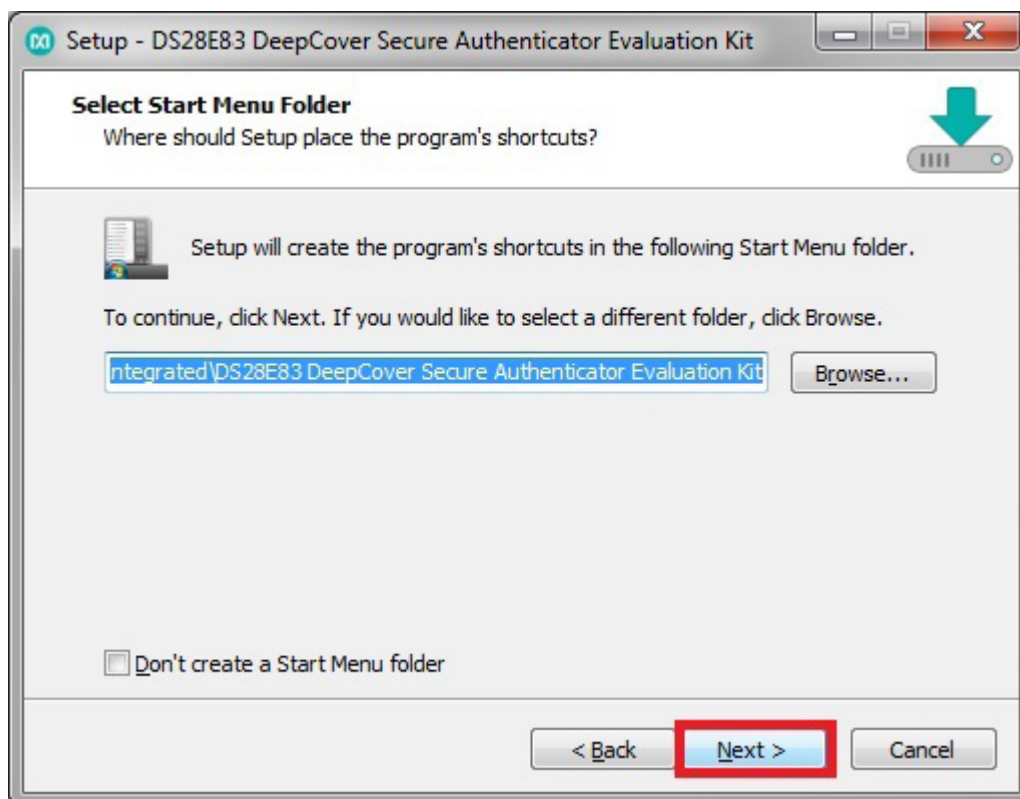 Setup - DS28E83 DeepCover Secure Authenticator Evaluation Kit
Select Start Menu Folder
Where should Setup place the program's shortcuts?
Setup will create the program's shortcuts in the following Start Menu folder.
To continue, click Next. If you would like to select a different folder, click Browse.
ntegrated\DS28E83 DeepCover Secure Authenticator Evaluation Kit
Browse...
Don't create a Start Menu folder
< Back
Next >
Cancel